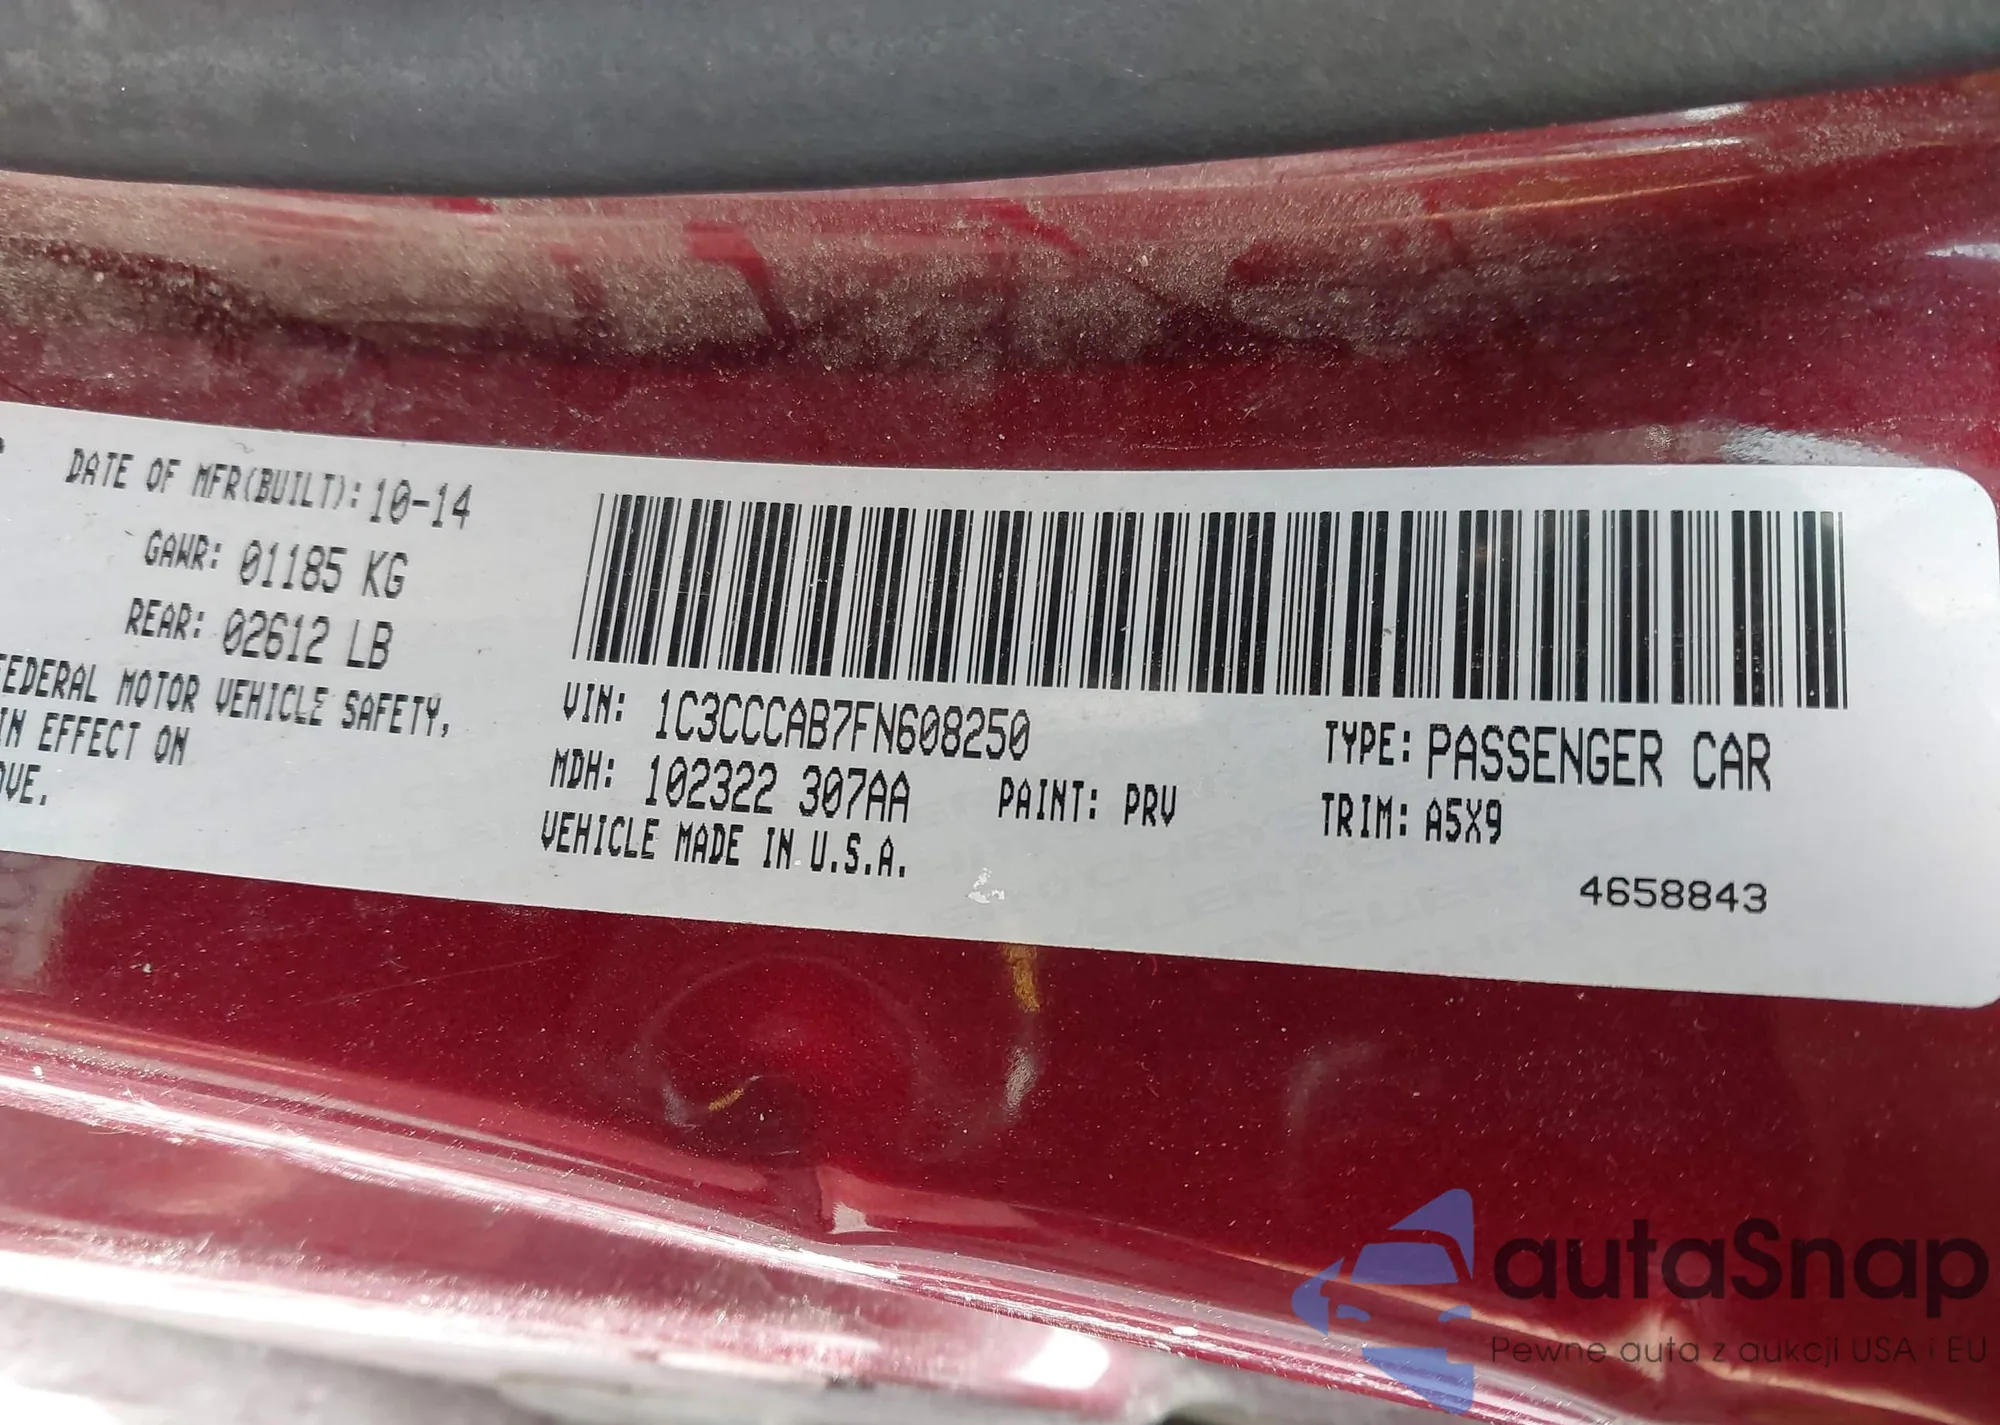 DATE OF MFR(BUILT): 10-14
GAWR: 01185 KG
REAR: 02612 LB
FEDERAL MOTOR VEHICLE SAFETY,
IN EFFECT ON
VIN: 1C3CCCAB7FN608250
TYPE: PASSENGER CAR
MDH: 102322 307AA PAINT: PRV
TRIM: A5X9
VEHICLE MADE IN U.S.A.
4658843
autaSnap
Pewne auta z aukcji USA i EU